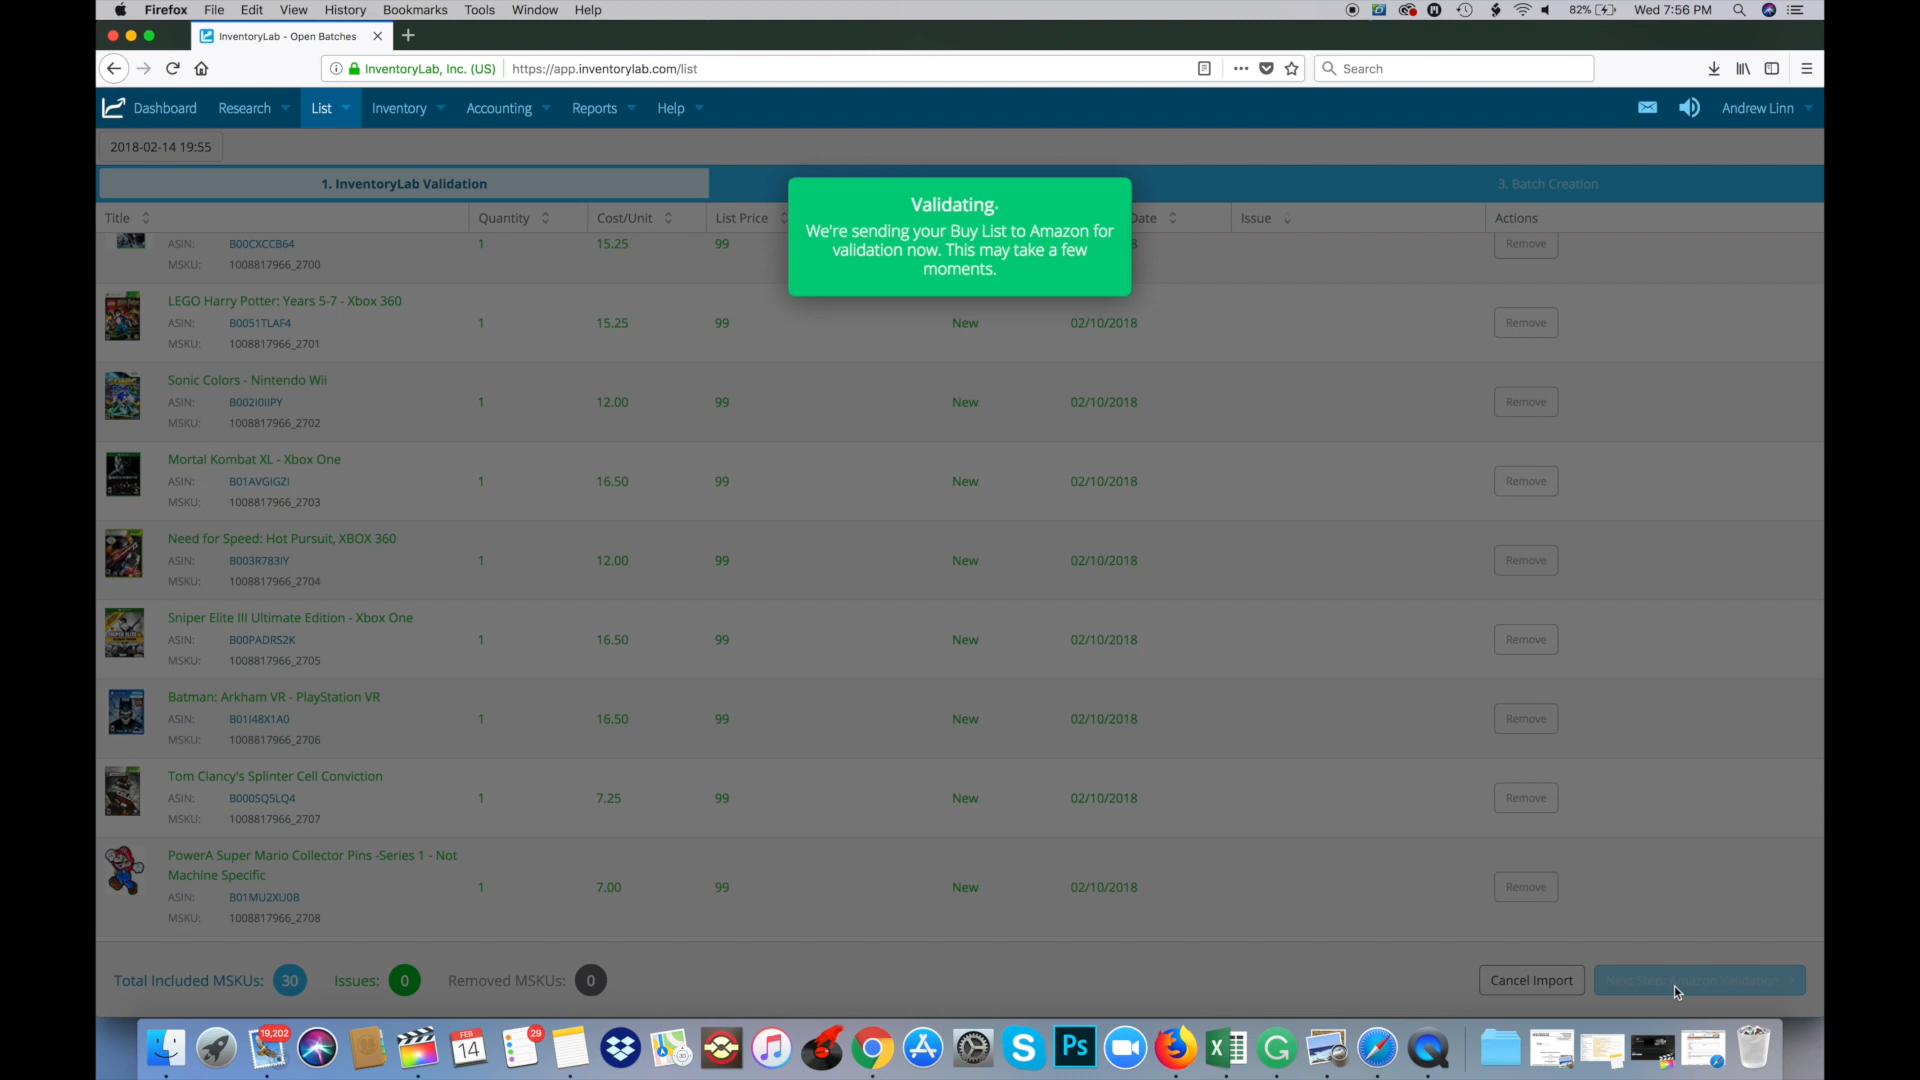 Firefox File Edit View History Bookmarks Tools Window Help
82% Wed 7:56 PM
InventoryLab - Open Batches
InventoryLab, Inc. (US) https://app.inventorylab.com/list
Search
Dashboard Research List Inventory Accounting Reports Help
Andrew Linn
2018-02-14 19:55
1. InventoryLab Validation
3. Batch Creation
Title Quantity Cost/Unit List Price Date Issue Actions
Validating.
We're sending your Buy List to Amazon for
validation now. This may take a few
moments.
ASIN: B00CXCCB64 1 15.25 99 8 Remove
MSKU: 1008817966_2700
LEGO Harry Potter: Years 5-7 - Xbox 360
ASIN: B0051TLAF4 1 15.25 99 New 02/10/2018 Remove
MSKU: 1008817966_2701
Sonic Colors - Nintendo Wii
ASIN: B002I0IIPY 1 12.00 99 New 02/10/2018 Remove
MSKU: 1008817966_2702
Mortal Kombat XL - Xbox One
ASIN: B01AVGIGZI 1 16.50 99 New 02/10/2018 Remove
MSKU: 1008817966_2703
Need for Speed: Hot Pursuit, XBOX 360
ASIN: B003R783IY 1 12.00 99 New 02/10/2018 Remove
MSKU: 1008817966_2704
Sniper Elite III Ultimate Edition - Xbox One
ASIN: B00PADRS2K 1 16.50 99 New 02/10/2018 Remove
MSKU: 1008817966_2705
Batman: Arkham VR - PlayStation VR
ASIN: B01I48X1A0 1 16.50 99 New 02/10/2018 Remove
MSKU: 1008817966_2706
Tom Clancy's Splinter Cell Conviction
ASIN: B000SQ5LQ4 1 7.25 99 New 02/10/2018 Remove
MSKU: 1008817966_2707
PowerA Super Mario Collector Pins -Series 1 - Not
Machine Specific
ASIN: B01MU2XU0B 1 7.00 99 New 02/10/2018 Remove
MSKU: 1008817966_2708
Total Included MSKUs: 30 Issues: 0 Removed MSKUs: 0
Cancel Import Next Step: Amazon Validation
19,202
FEB
14
29
Ps